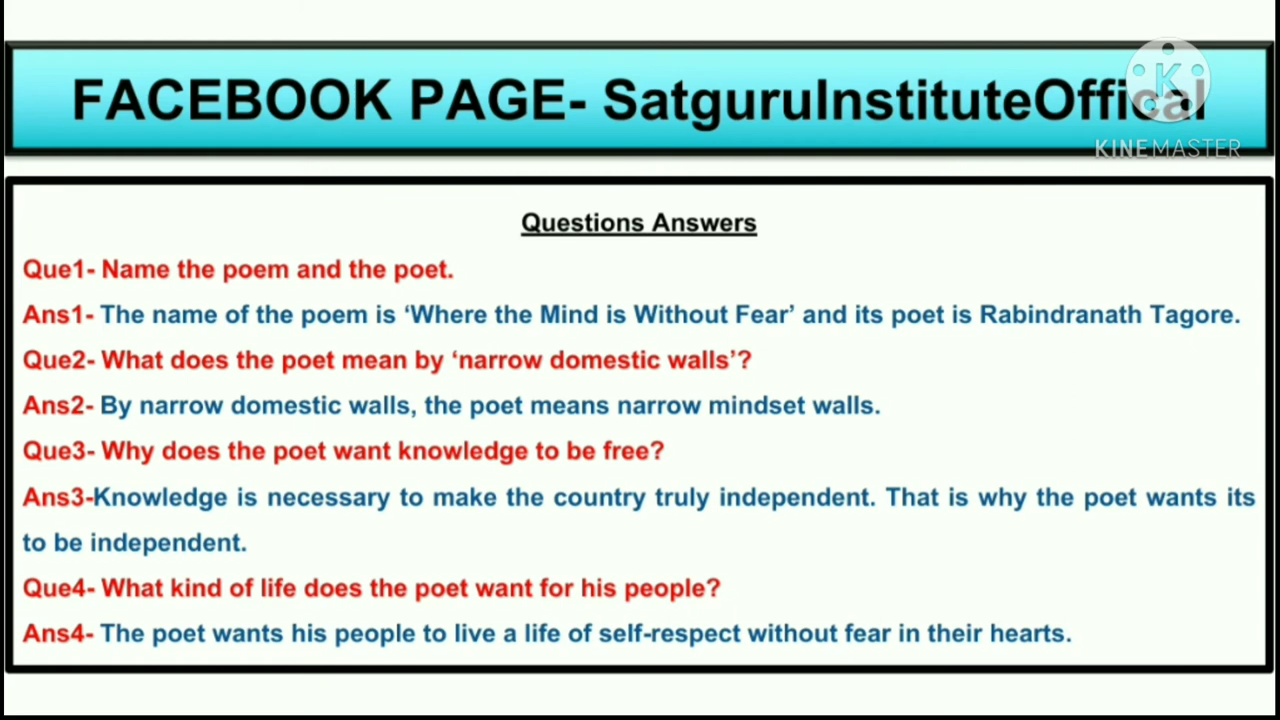 FACEBOOK PAGE- SatguruInstituteOffical
KINEMASTER
Questions Answers
Que1- Name the poem and the poet.
Ans1- The name of the poem is ‘Where the Mind is Without Fear’ and its poet is Rabindranath Tagore.
Que2- What does the poet mean by ‘narrow domestic walls’?
Ans2- By narrow domestic walls, the poet means narrow mindset walls.
Que3- Why does the poet want knowledge to be free?
Ans3-Knowledge is necessary to make the country truly independent. That is why the poet wants its
to be independent.
Que4- What kind of life does the poet want for his people?
Ans4- The poet wants his people to live a life of self-respect without fear in their hearts.